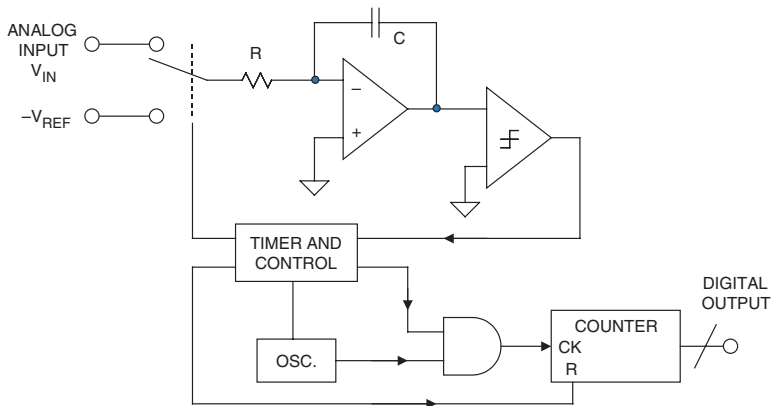 ANALOG
INPUT
V_IN
–V_REF
R
C
–
+
TIMER AND
CONTROL
OSC.
COUNTER
CK
R
DIGITAL
OUTPUT